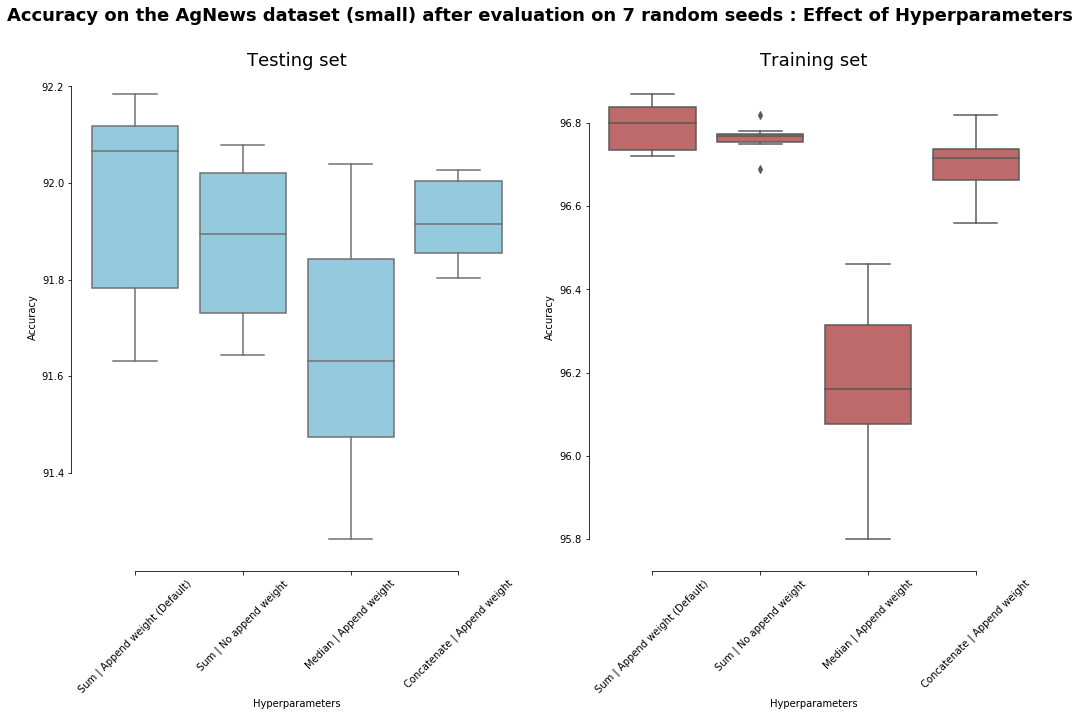 Accuracy on the AgNews dataset (small) after evaluation on 7 random seeds : Effect of Hyperparameters
Testing set
92.2
92.0
91.8
91.6
91.4
Accuracy
Sum | Append weight (Default)
Sum | No append weight
Median | Append weight
Concatenate | Append weight
Hyperparameters
Training set
96.8
96.6
96.4
96.2
96.0
95.8
Accuracy
Sum | Append weight (Default)
Sum | No append weight
Median | Append weight
Concatenate | Append weight
Hyperparameters